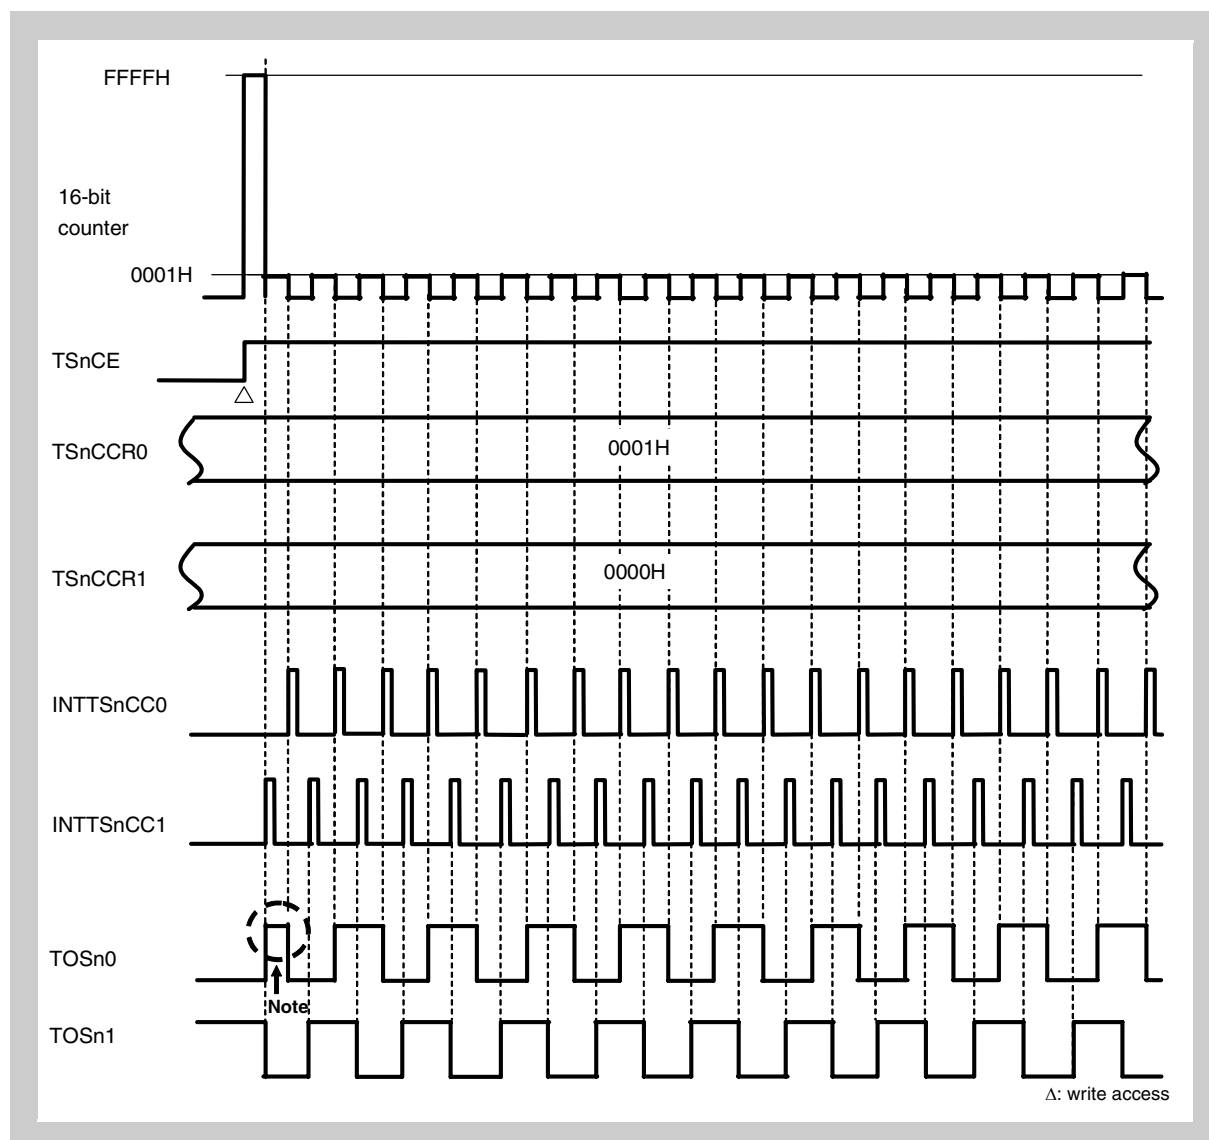 FFFFH
16-bit
counter
0001H
TSnCE
TSnCCR0
0001H
TSnCCR1
0000H
INTTSnCC0
INTTSnCC1
TOSn0
Note
TOSn1
Δ: write access